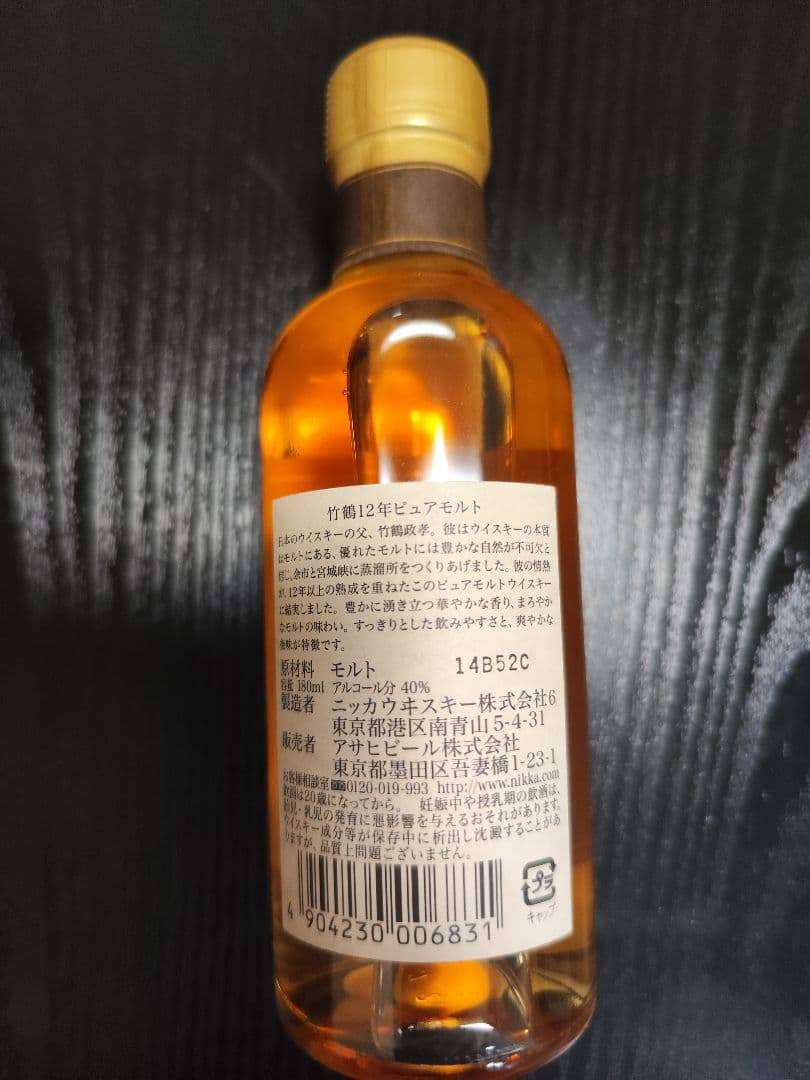 竹鶴12年ピュアモルト
日本のウイスキーの父、竹鶴政孝。彼はウイスキーの本質
はモルトにある、優れたモルトには豊かな自然が不可欠と
信じ、余市と宮城峡に蒸溜所をつくりあげました。彼の情熱
が、12年以上の熟成を重ねたこのピュアモルトウイスキー
に結実しました。豊かに湧き立つ華やかな香り、まろやか
なモルトの味わい。すっきりとした飲みやすさと、爽やかな
後味が特徴です。
原材料 モルト 14B52C
容量 180ml アルコール分 40%
製造者 ニッカウヰスキー株式会社6
東京都港区南青山5-4-31
販売者 アサヒビール株式会社
東京都墨田区吾妻橋1-23-1
お客様相談室 0120-019-993 http://www.nikka.com
飲酒は20歳になってから。 妊娠中や授乳期の飲酒は、
胎児・乳児の発育に悪影響を与えるおそれがあります。
ウイスキー成分等が保存中に析出し沈澱することがあ
りますが、品質上問題ございません。
プラ
キャップ
4 904230 006831